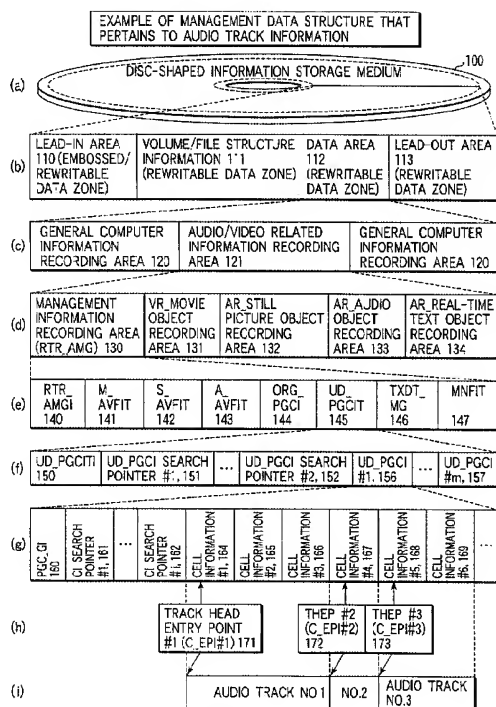 EXAMPLE OF MANAGEMENT DATA STRUCTURE THAT
PERTAINS TO AUDIO TRACK INFORMATION
100
(a)
DISC-SHAPED INFORMATION STORAGE MEDIUM
(b)
LEAD-IN AREA
110 (EMBOSSED/
REWRITABLE
DATA ZONE)
VOLUME/FILE STRUCTURE
INFORMATION 111
(REWRITABLE DATA ZONE)
DATA AREA
112
(REWRITABLE
DATA ZONE)
LEAD-OUT AREA
113
(REWRITABLE
DATA ZONE)
(c)
GENERAL COMPUTER
INFORMATION
RECORDING AREA 120
AUDIO/VIDEO RELATED
INFORMATION RECORDING
AREA 121
GENERAL COMPUTER
INFORMATION
RECORDING AREA 120
(d)
MANAGEMENT
INFORMATION
RECORDING AREA
(RTR_AMG) 130
VR_MOVIE
OBJECT
RECORDING
AREA 131
AR_STILL
PICTURE OBJECT
RECORDING
AREA 132
AR_AUDIO
OBJECT
RECORDING
AREA 133
AR_REAL-TIME
TEXT OBJECT
RECORDING
AREA 134
(e)
RTR_
AMGI
140
M_
AVFIT
141
S_
AVFIT
142
A_
AVFIT
143
ORG_
PGCI
144
UD_
PGCIT
145
TXDT_
MG
146
MNFIT
147
(f)
UD_PGCITI
150
UD_PGCI SEARCH
POINTER #1, 151
...
UD_PGCI SEARCH
POINTER #2, 152
UD_PGCI
#1, 156
...
UD_PGCI
#m, 157
(g)
PGC_GI
160
CI SEARCH
POINTER
#1, 161
...
CI SEARCH
POINTER
#i, 162
CELL
INFORMATION
#1, 164
CELL
INFORMATION
#2, 165
CELL
INFORMATION
#3, 166
CELL
INFORMATION
#4, 167
CELL
INFORMATION
#5, 168
CELL
INFORMATION
#6, 169
...
(h)
TRACK HEAD
ENTRY POINT
#1 (C_EPI#1) 171
THEP #2
(C_EPI#2)
172
THEP #3
(C_EPI#3)
173
(i)
AUDIO TRACK NO.1
NO.2
AUDIO TRACK
NO.3